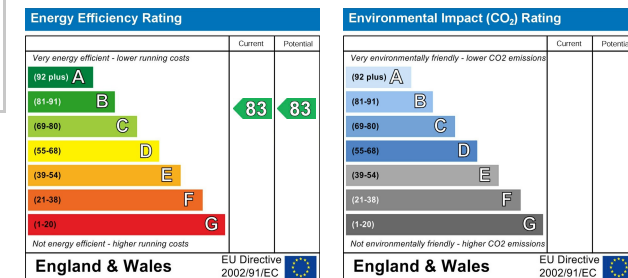 Energy Efficiency Rating
Current Potential
Very energy efficient - lower running costs
(92 plus) A
(81-91) B
83 83
(69-80) C
(55-68) D
(39-54) E
(21-38) F
(1-20) G
Not energy efficient - higher running costs
England & Wales
EU Directive
2002/91/EC
Environmental Impact (CO₂) Rating
Current Potential
Very environmentally friendly - lower CO2 emissions
(92 plus) A
(81-91) B
(69-80) C
(55-68) D
(39-54) E
(21-38) F
(1-20) G
Not environmentally friendly - higher CO2 emissions
England & Wales
EU Directive
2002/91/EC